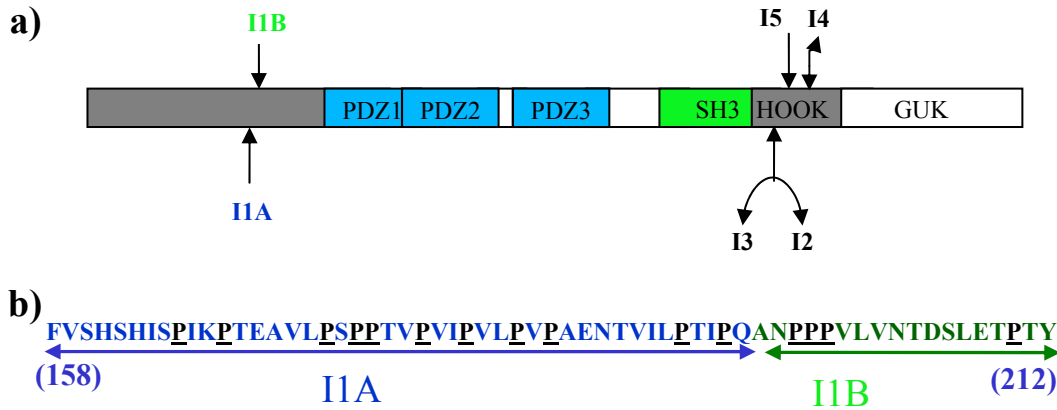 a)
I1B I5 I4
PDZ1 PDZ2 PDZ3 SH3 HOOK GUK
I1A I3 I2
b)
FVSHSHISPIKPTEAVLPSPPTVPVIPVLPVPAENTVILPTIPQANPPPVLVNTDSLETPTY
(158) I1A I1B (212)